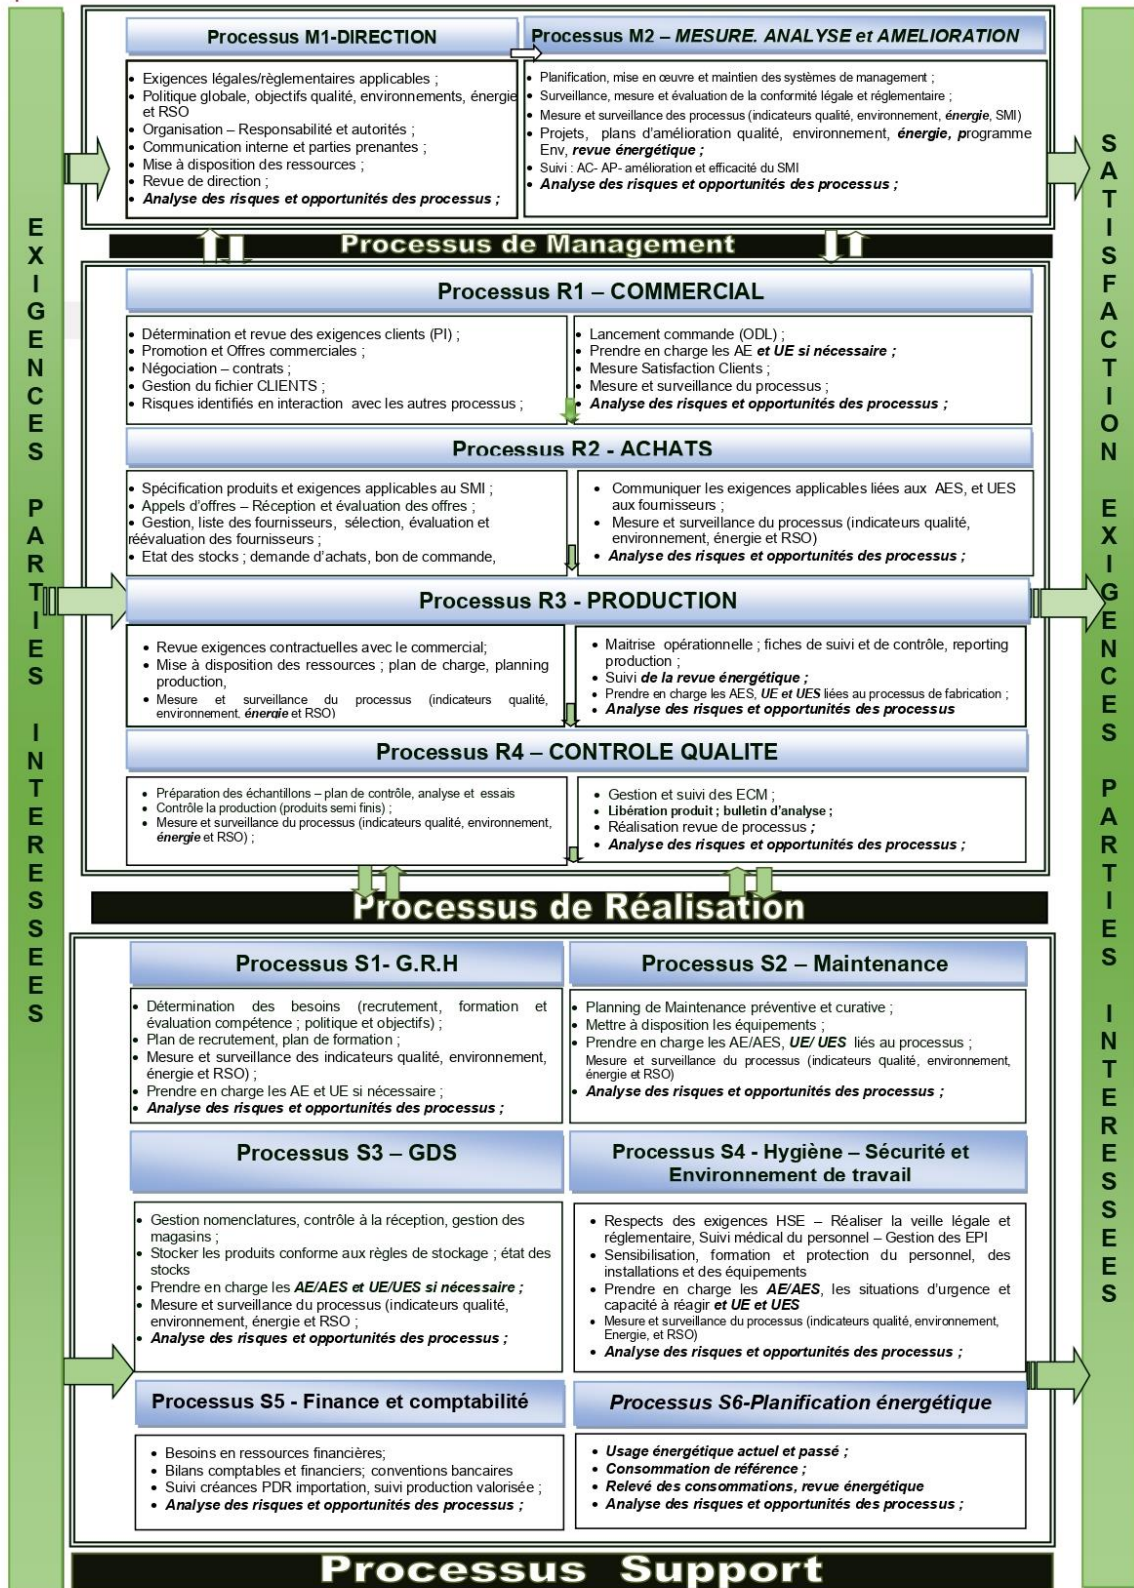 EXIGENCES PARTIES INTERESSEES
Processus M1-DIRECTION
• Exigences légales/règlementaires applicables ;
• Politique globale, objectifs qualité, environnements, énergie
et RSO
• Organisation – Responsabilité et autorités ;
• Communication interne et parties prenantes ;
• Mise à disposition des ressources ;
• Revue de direction ;
• Analyse des risques et opportunités des processus ;
Processus M2 – MESURE. ANALYSE et AMELIORATION
• Planification, mise en œuvre et maintien des systèmes de management ;
• Surveillance, mesure et évaluation de la conformité légale et réglementaire ;
• Mesure et surveillance des processus (indicateurs qualité, environnement, énergie, SMI)
• Projets, plans d'amélioration qualité, environnement, énergie, programme
Env, revue énergétique ;
• Suivi : AC- AP- amélioration et efficacité du SMI
• Analyse des risques et opportunités des processus ;
Processus de Management
Processus R1 – COMMERCIAL
• Détermination et revue des exigences clients (PI) ;
• Promotion et Offres commerciales ;
• Négociation – contrats ;
• Gestion du fichier CLIENTS ;
• Risques identifiés en interaction avec les autres processus ;
• Lancement commande (ODL) ;
• Prendre en charge les AE et UE si nécessaire ;
• Mesure Satisfaction Clients ;
• Mesure et surveillance du processus ;
• Analyse des risques et opportunités des processus ;
Processus R2 - ACHATS
• Spécification produits et exigences applicables au SMI ;
• Appels d'offres – Réception et évaluation des offres ;
• Gestion, liste des fournisseurs, sélection, évaluation et
réévaluation des fournisseurs ;
• Etat des stocks ; demande d'achats, bon de commande,
• Communiquer les exigences applicables liées aux AES, et UES
aux fournisseurs ;
• Mesure et surveillance du processus (indicateurs qualité,
environnement, énergie et RSO)
• Analyse des risques et opportunités des processus ;
Processus R3 - PRODUCTION
• Revue exigences contractuelles avec le commercial;
• Mise à disposition des ressources ; plan de charge, planning
production,
• Mesure et surveillance du processus (indicateurs qualité,
environnement, énergie et RSO)
• Maitrise opérationnelle ; fiches de suivi et de contrôle, reporting
production ;
• Suivi de la revue énergétique ;
• Prendre en charge les AES, UE et UES liées au processus de fabrication ;
• Analyse des risques et opportunités des processus
Processus R4 – CONTROLE QUALITE
• Préparation des échantillons – plan de contrôle, analyse et essais
• Contrôle la production (produits semi finis) ;
• Mesure et surveillance du processus (indicateurs qualité, environnement,
énergie et RSO) ;
• Gestion et suivi des ECM ;
• Libération produit ; bulletin d'analyse ;
• Réalisation revue de processus ;
• Analyse des risques et opportunités des processus ;
Processus de Réalisation
Processus S1- G.R.H
• Détermination des besoins (recrutement, formation et
évaluation compétence ; politique et objectifs) ;
• Plan de recrutement, plan de formation ;
• Mesure et surveillance des indicateurs qualité, environnement,
énergie et RSO) ;
• Prendre en charge les AE et UE si nécessaire ;
• Analyse des risques et opportunités des processus ;
Processus S2 – Maintenance
• Planning de Maintenance préventive et curative ;
• Mettre à disposition les équipements ;
• Prendre en charge les AE/AES, UE/ UES liés au processus ;
Mesure et surveillance du processus (indicateurs qualité, environnement,
énergie et RSO)
• Analyse des risques et opportunités des processus ;
Processus S3 – GDS
• Gestion nomenclatures, contrôle à la réception, gestion des
magasins ;
• Stocker les produits conforme aux règles de stockage ; état des
stocks
• Prendre en charge les AE/AES et UE/UES si nécessaire ;
• Mesure et surveillance du processus (indicateurs qualité,
environnement, énergie et RSO ;
• Analyse des risques et opportunités des processus ;
Processus S4 - Hygiène – Sécurité et
Environnement de travail
• Respects des exigences HSE – Réaliser la veille légale et
réglementaire, Suivi médical du personnel – Gestion des EPI
• Sensibilisation, formation et protection du personnel, des
installations et des équipements
• Prendre en charge les AE/AES, les situations d'urgence et
capacité à réagir et UE et UES
• Mesure et surveillance du processus (indicateurs qualité, environnement,
Energie, et RSO)
• Analyse des risques et opportunités des processus ;
Processus S5 - Finance et comptabilité
• Besoins en ressources financières;
• Bilans comptables et financiers; conventions bancaires
• Suivi créances PDR importation, suivi production valorisée ;
• Analyse des risques et opportunités des processus ;
Processus S6-Planification énergétique
• Usage énergétique actuel et passé ;
• Consommation de référence ;
• Relevé des consommations, revue énergétique
• Analyse des risques et opportunités des processus ;
Processus Support
SATISFACTION EXIGENCES PARTIES INTERESSEES